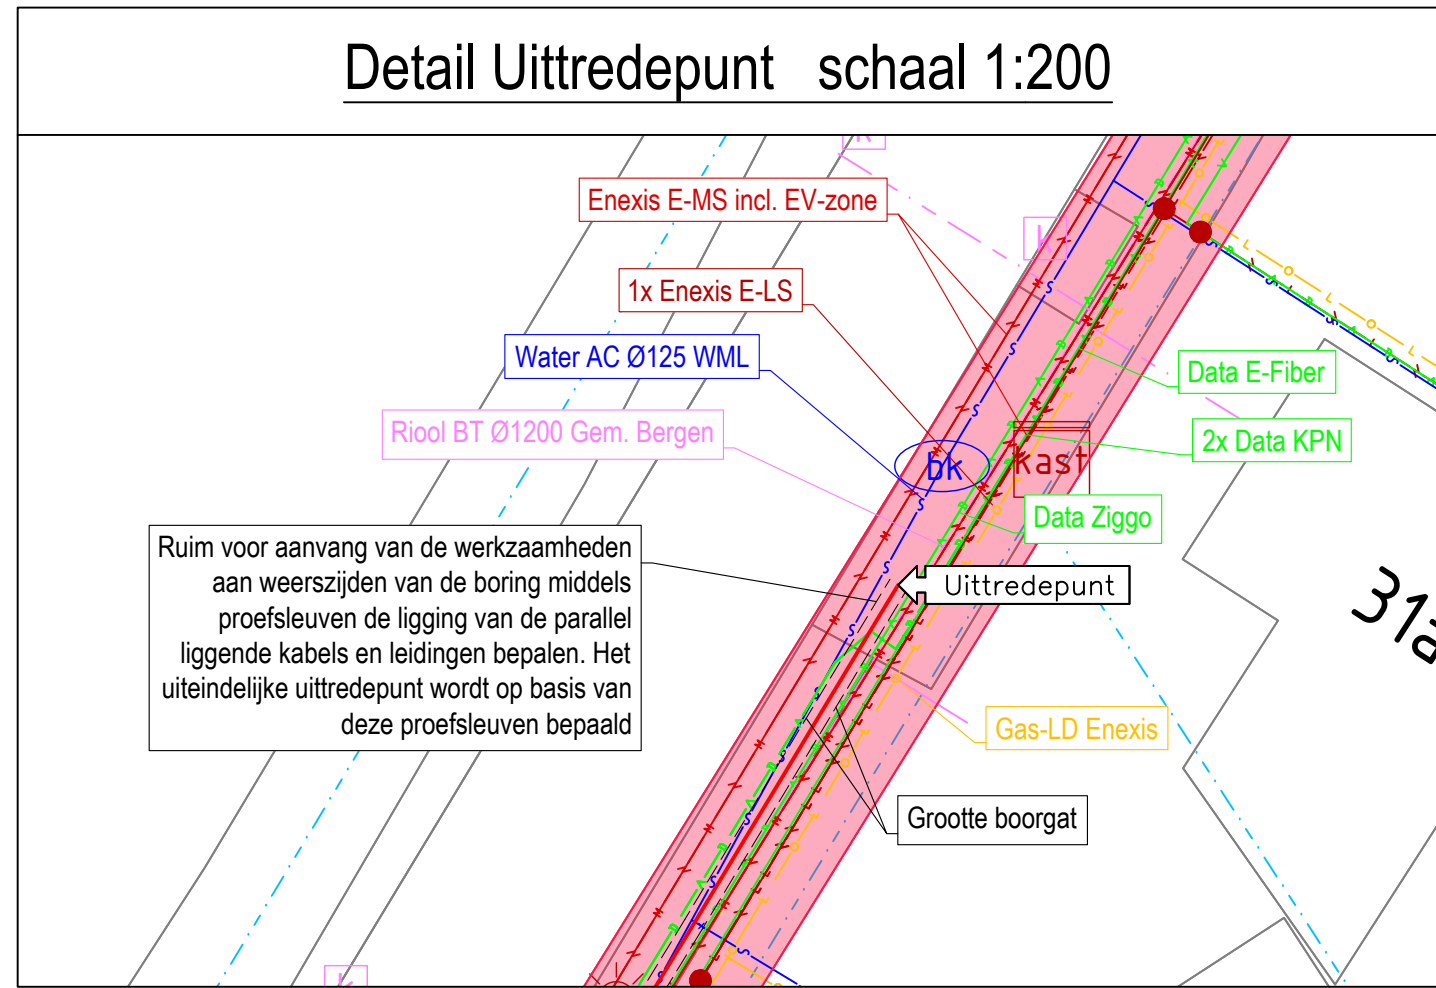 Detail Uittredepunt schaal 1:200
k
Enexis E-MS incl. EV-zone
k
1x Enexis E-LS
Water AC Ø125 WML
Data E-Fiber
Riool BT Ø1200 Gem. Bergen
2x Data KPN
bk
kast
Data Ziggo
Ruim voor aanvang van de werkzaamheden
aan weerszijden van de boring middels
proefsleuven de ligging van de parallel
liggende kabels en leidingen bepalen. Het
uiteindelijke uittredepunt wordt op basis van
deze proefsleuven bepaald
Uittredepunt
31a
Gas-LD Enexis
Grootte boorgat
k